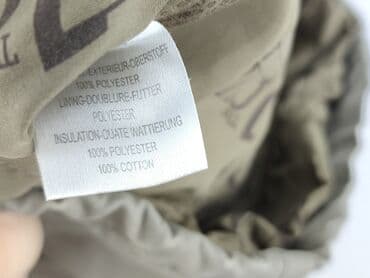 EXTERIEUR-OBERSTOFF
100% POLYESTER
LINING-DOUBLURE-FUTTER
POLYESTER
INSULATION-OUATE WATTIERUNG
100% POLYESTER
100% COTTON